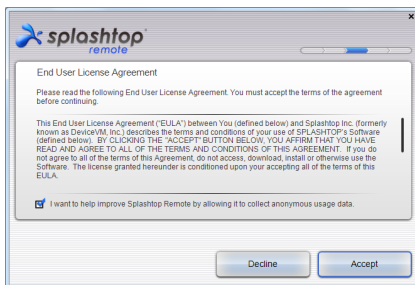 splashtop
remote
End User License Agreement
Please read the following End User License Agreement. You must accept the terms of the agreement
before continuing.
This End User License Agreement ("EULA") between You (defined below) and Splashtop Inc. (formerly
known as DeviceVM, Inc.) describes the terms and conditions of your use of SPLASHTOP's Software
(defined below). BY CLICKING THE "ACCEPT" BUTTON BELOW, YOU AFFIRM THAT YOU HAVE
READ AND AGREE TO ALL OF THE TERMS AND CONDITIONS OF THIS AGREEMENT. If you do
not agree to all of the terms of this Agreement, do not access, download, install or otherwise use the
Software. The license granted hereunder is conditioned upon your accepting all of the terms of this
EULA.
I want to help improve Splashtop Remote by allowing it to collect anonymous usage data.
Decline Accept